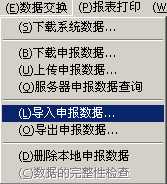 (E)数据交换 (P)报表打印 (W
(S)下载系统数据...
(B)下载申报数据...
(U)上传申报数据...
(Q)服务器申报数据查询
(L)导入申报数据...
(O)导出申报数据...
(D)删除本地申报数据
(C)数据的完整性检查